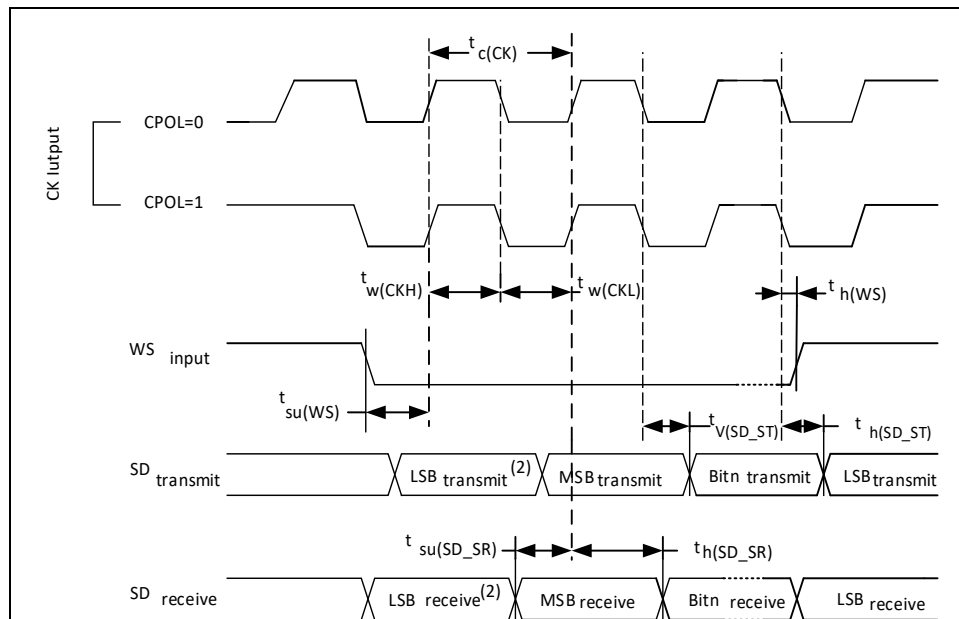 t c(CK)
CK Iutput
CPOL=0
CPOL=1
t w(CKH)
t w(CKL)
t h(WS)
WS input
t su(WS)
t V(SD_ST)
t h(SD_ST)
SD transmit
LSB transmit (2)
MSB transmit
Bitn transmit
LSB transmit
t su(SD_SR)
t h(SD_SR)
SD receive
LSB receive (2)
MSB receive
Bitn receive
LSB receive